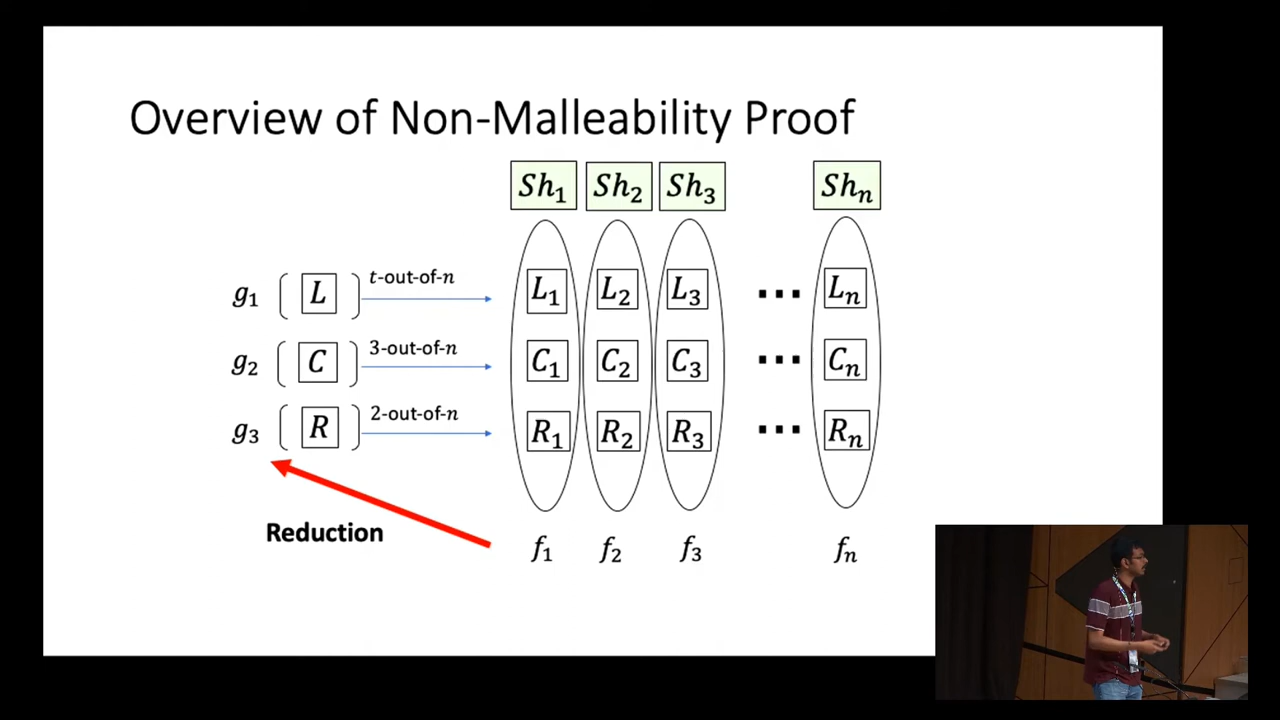 Overview of Non-Malleability Proof
Sh₁ Sh₂ Sh₃ Shₙ
g₁ ( L ) t-out-of-n L₁ L₂ L₃ ⋯ Lₙ
g₂ ( C ) 3-out-of-n C₁ C₂ C₃ ⋯ Cₙ
g₃ ( R ) 2-out-of-n R₁ R₂ R₃ ⋯ Rₙ
Reduction
f₁ f₂ f₃ fₙ